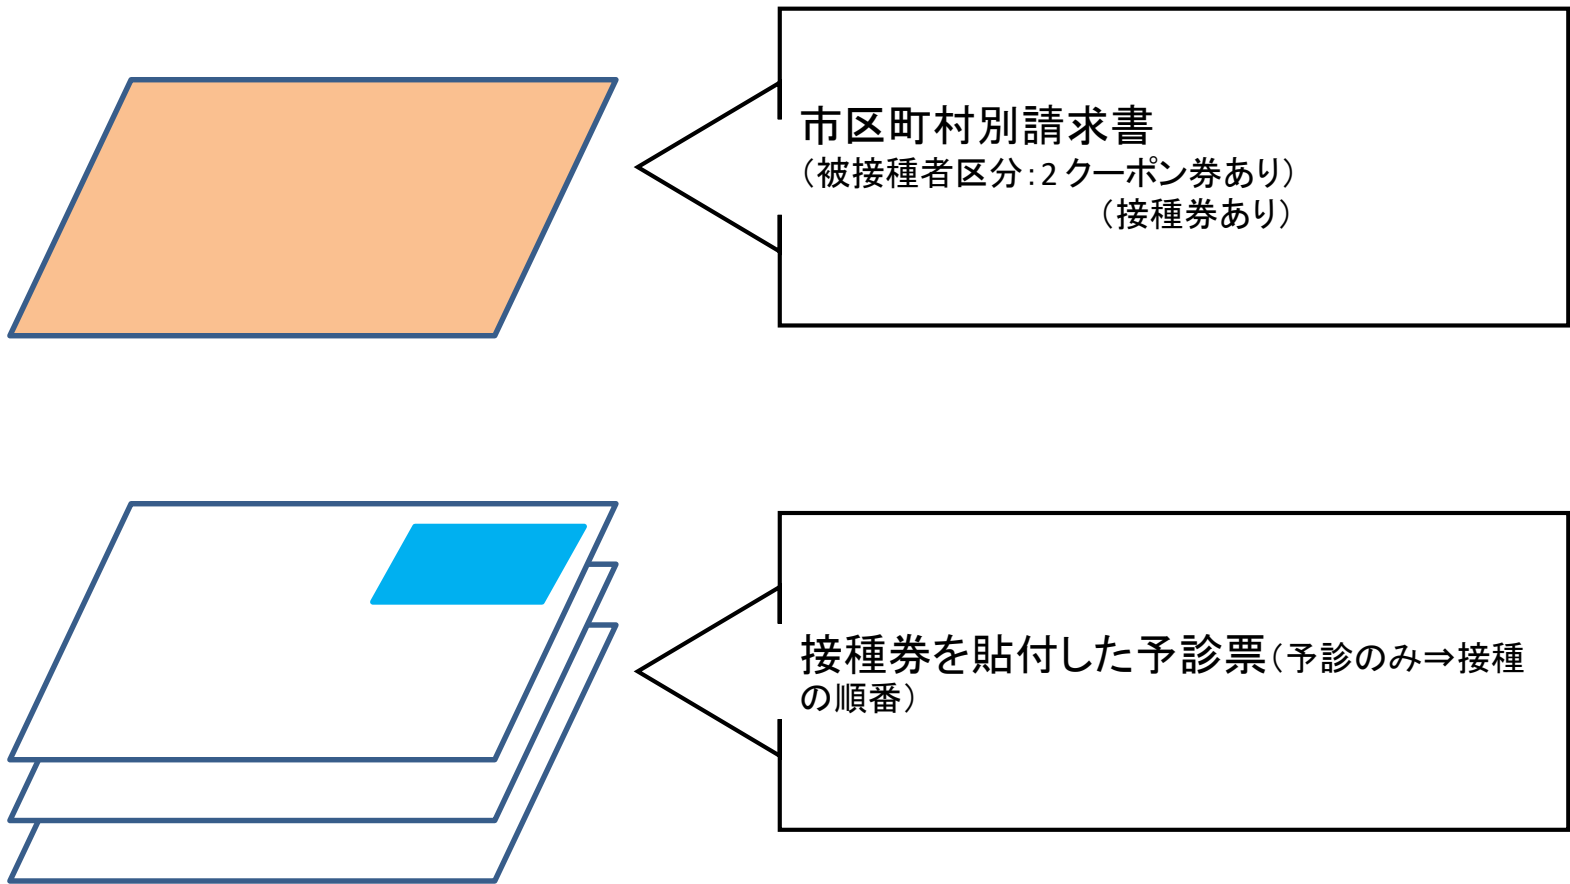 市区町村別請求書
（被接種者区分：2 クーポン券あり）
（接種券あり）
接種券を貼付した予診票（予診のみ⇒接種
の順番）